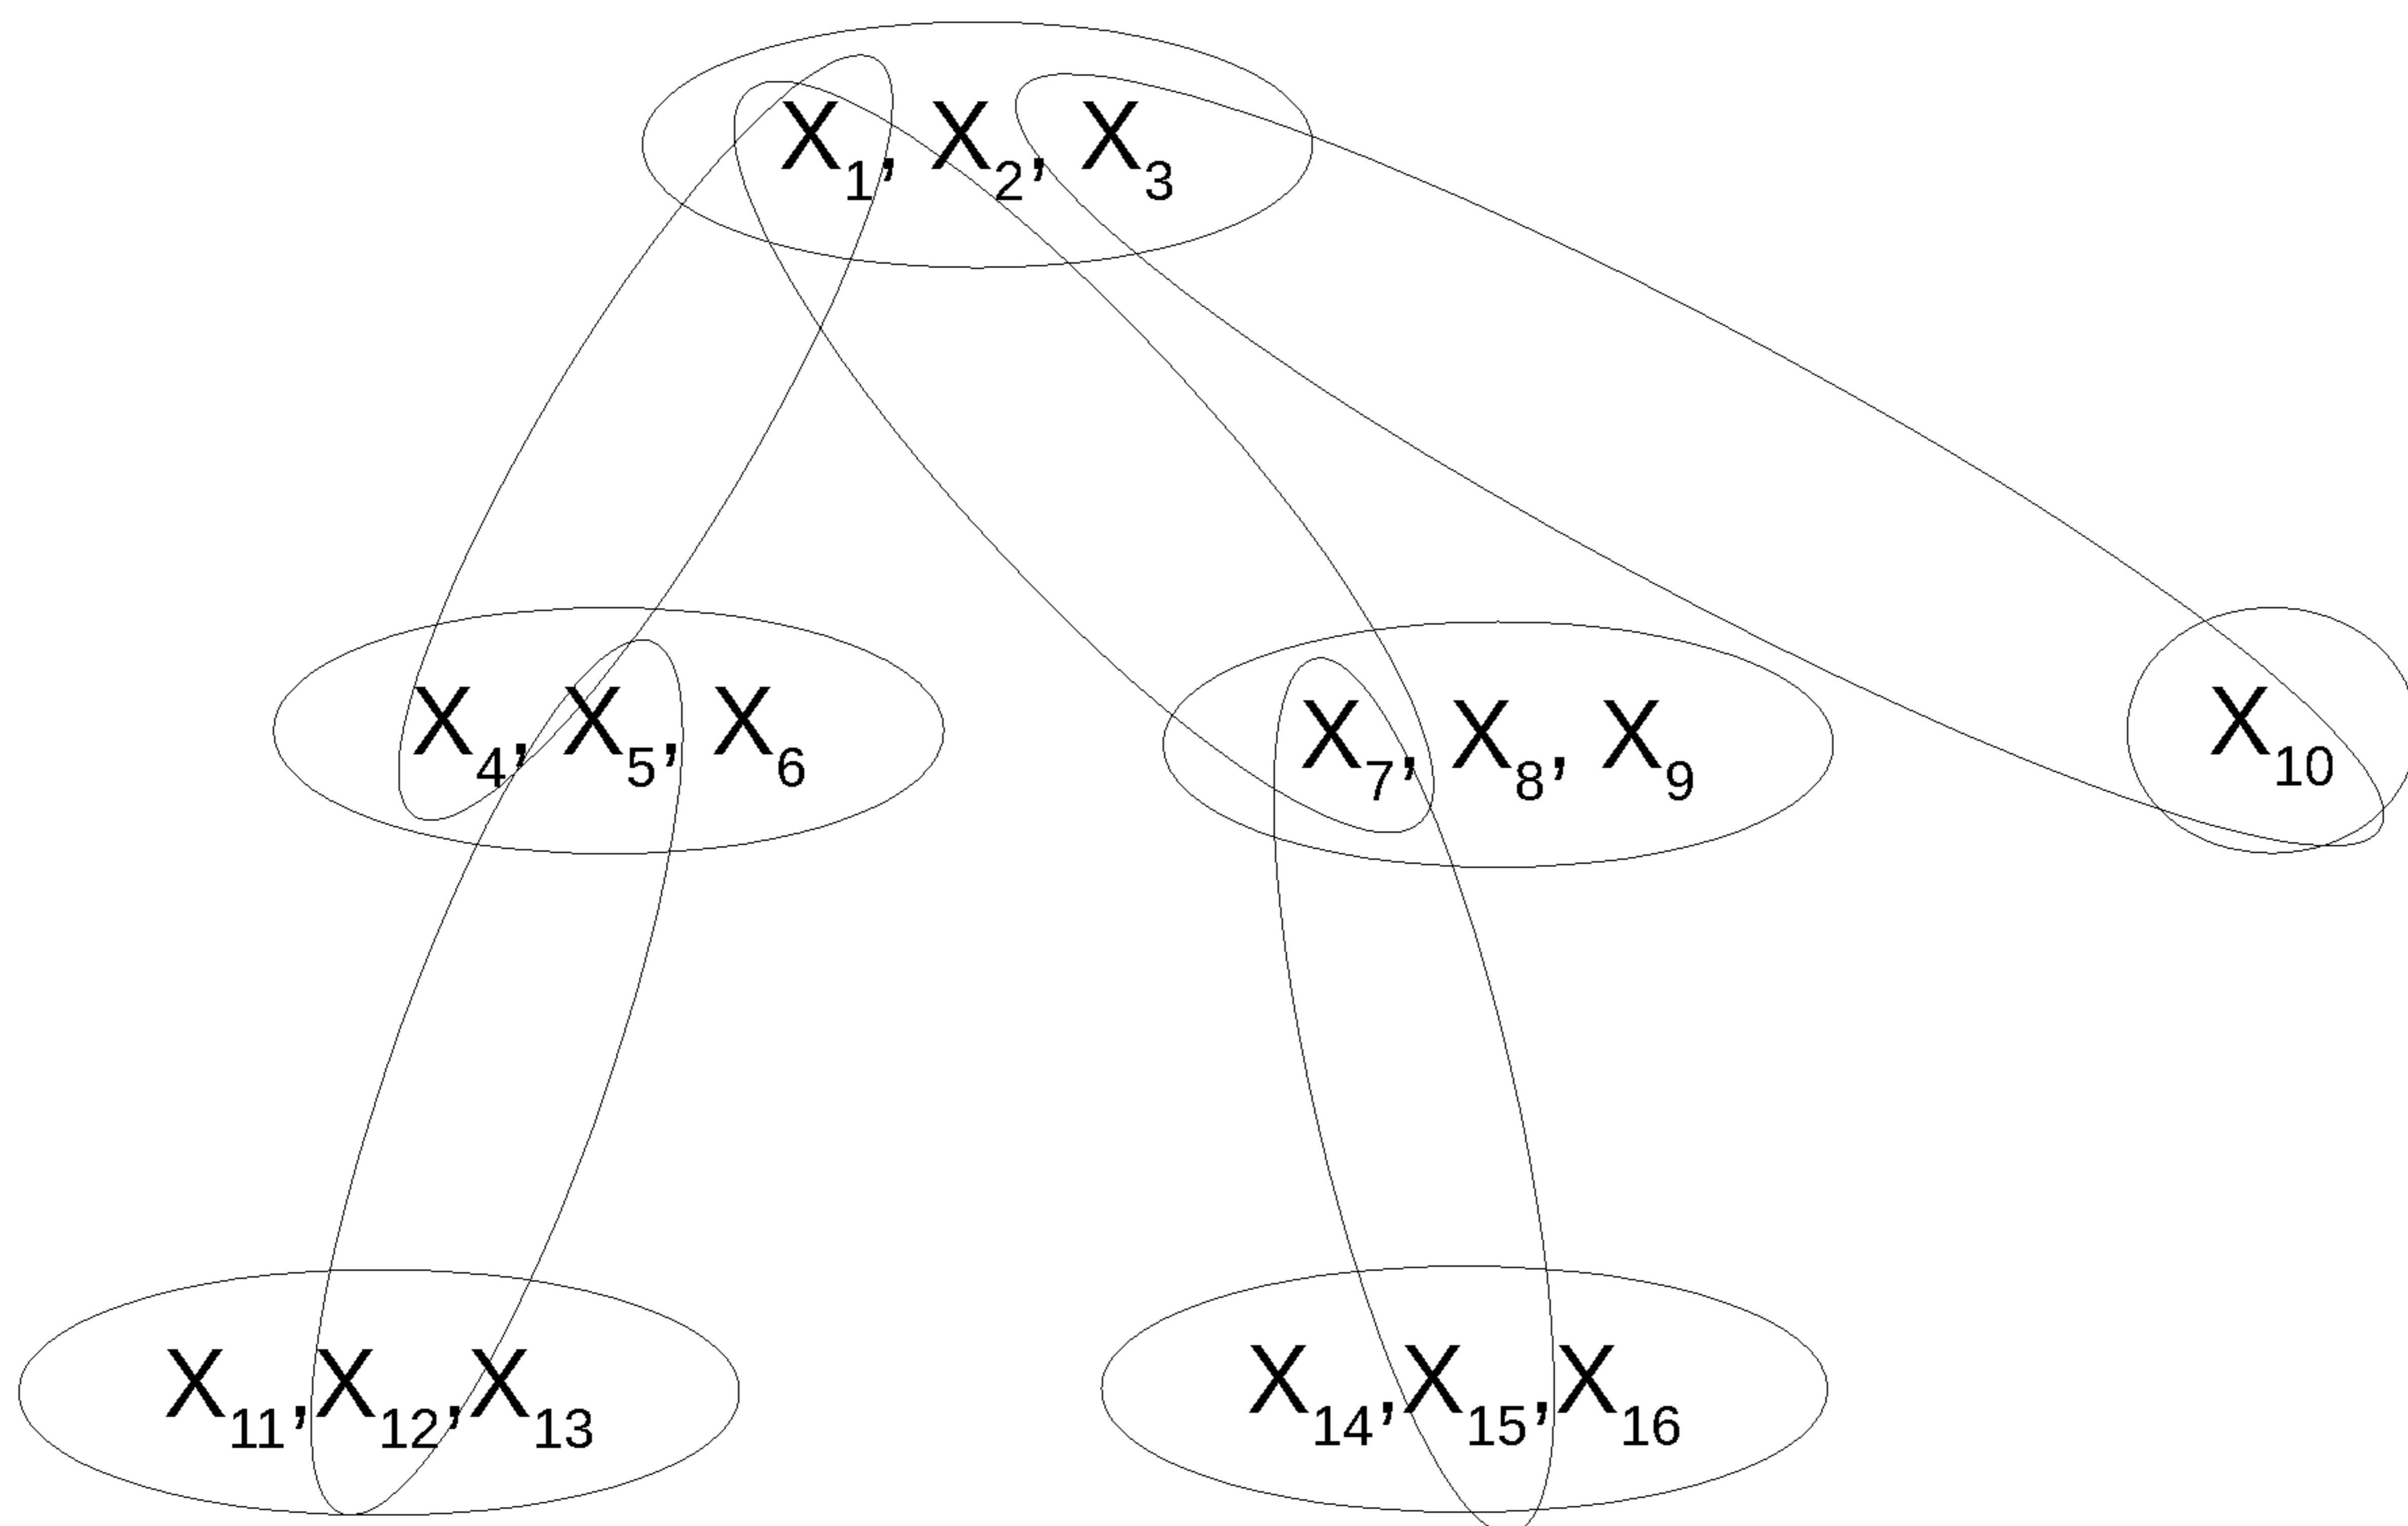 X₁, X₂, X₃
X₄, X₅, X₆
X₇, X₈, X₉
X₁₀
X₁₁,X₁₂,X₁₃
X₁₄,X₁₅,X₁₆